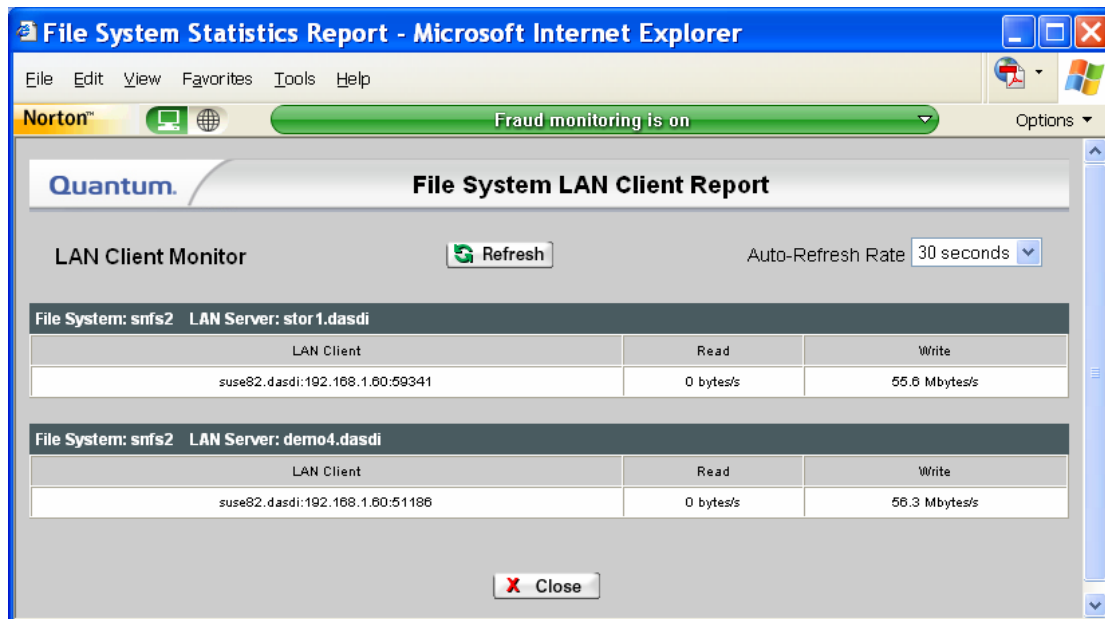 File System Statistics Report - Microsoft Internet Explorer
File Edit View Favorites Tools Help
Norton™ Fraud monitoring is on Options
Quantum. File System LAN Client Report
LAN Client Monitor Refresh Auto-Refresh Rate 30 seconds
File System: snfs2 LAN Server: stor1.dasdi
LAN Client Read Write
suse82.dasdi:192.168.1.60:59341 0 bytes/s 55.6 Mbytes/s
File System: snfs2 LAN Server: demo4.dasdi
LAN Client Read Write
suse82.dasdi:192.168.1.60:51186 0 bytes/s 56.3 Mbytes/s
X Close